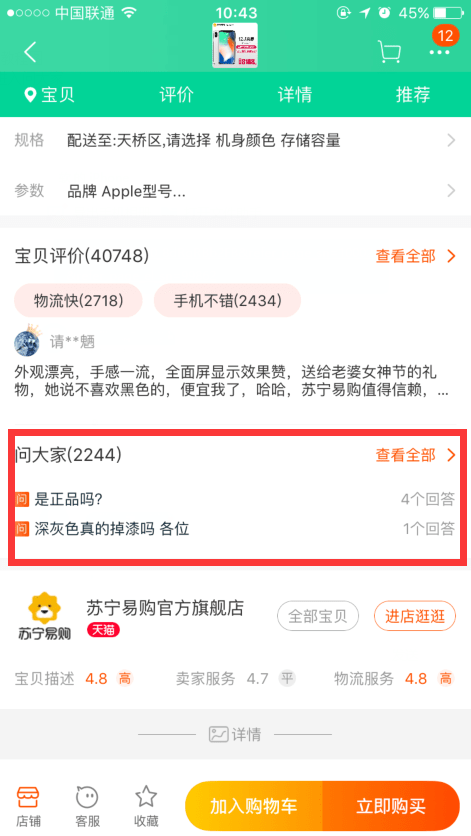 中国联通
10:43
45%
12
宝贝
评价
详情
推荐
规格
配送至:天桥区,请选择 机身颜色 存储容量
参数
品牌 Apple型号...
宝贝评价(40748)
查看全部
物流快(2718)
手机不错(2434)
请**魉
外观漂亮，手感一流，全面屏显示效果赞，送给老婆女神节的礼
物，她说不喜欢黑色的，便宜我了，哈哈，苏宁易购值得信赖，...
问大家(2244)
查看全部
问 是正品吗?
4个回答
问 深灰色真的掉漆吗 各位
1个回答
苏宁易购
苏宁易购官方旗舰店
天猫
全部宝贝
进店逛逛
宝贝描述 4.8 高
卖家服务 4.7 平
物流服务 4.8 高
详情
店铺
客服
收藏
加入购物车
立即购买